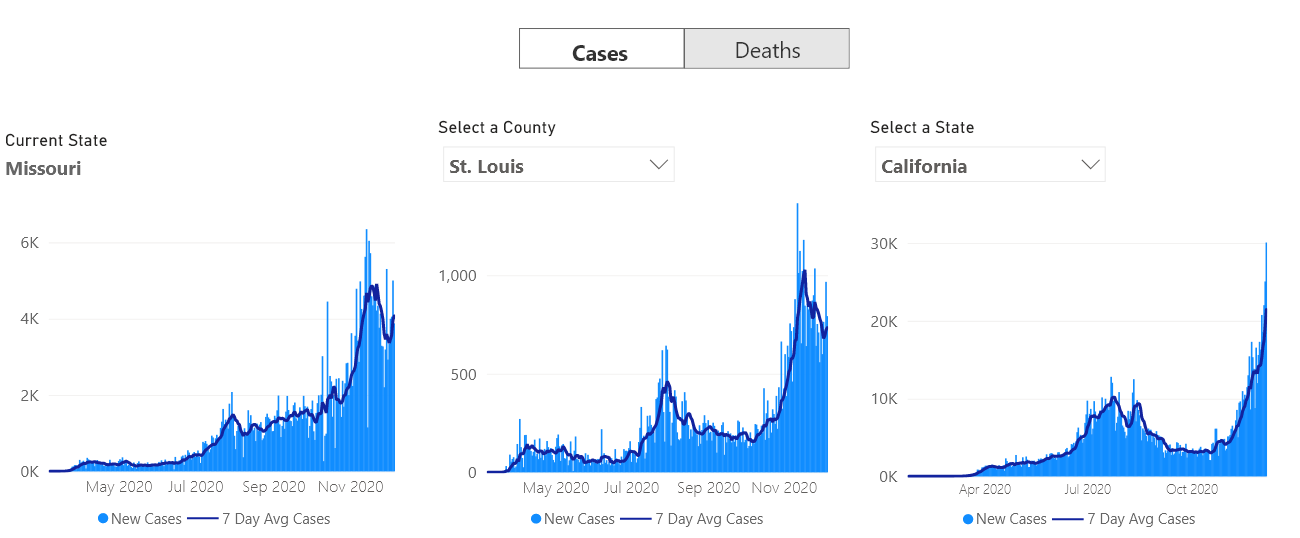 Cases Deaths
Current State
Missouri
6K
4K
2K
0K
May 2020 Jul 2020 Sep 2020 Nov 2020
New Cases 7 Day Avg Cases
Select a County
St. Louis
1,000
500
0
May 2020 Jul 2020 Sep 2020 Nov 2020
New Cases 7 Day Avg Cases
Select a State
California
30K
20K
10K
0K
Apr 2020 Jul 2020 Oct 2020
New Cases 7 Day Avg Cases